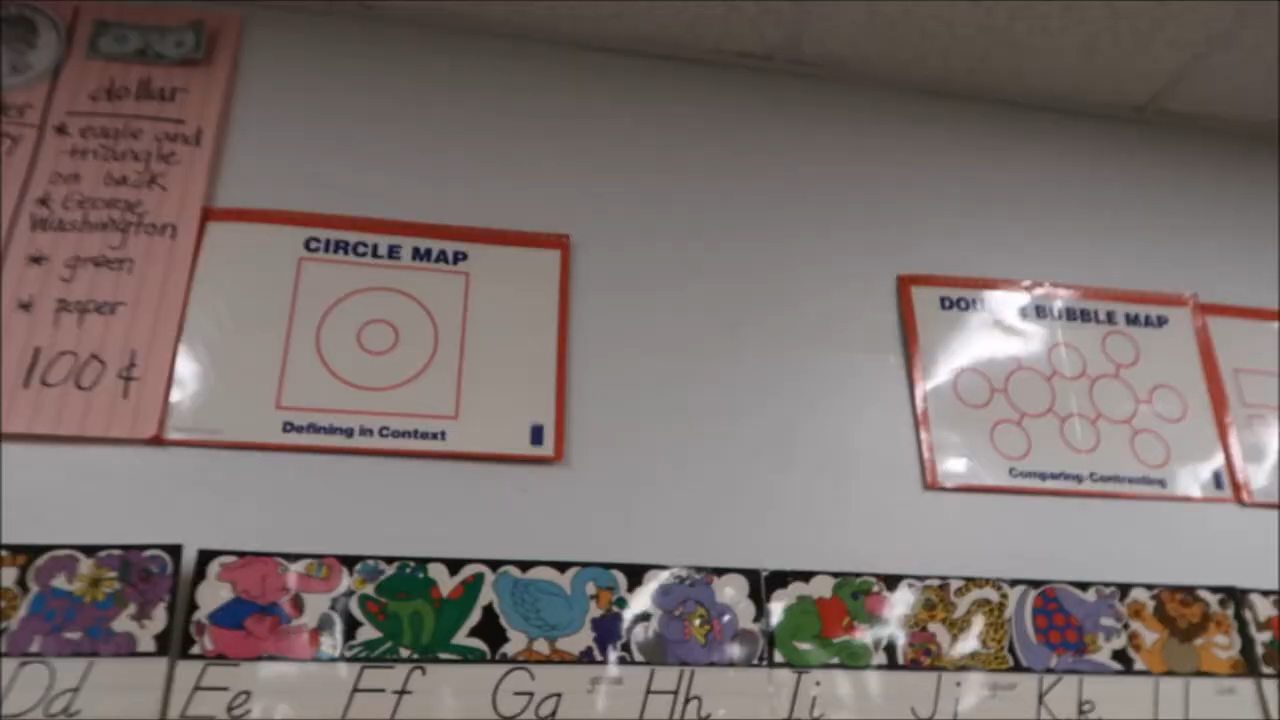 dollar
* eagle and
triangle
on back
* George
Washington
* green
* paper
100¢
CIRCLE MAP
Defining in Context
BUBBLE MAP
Comparing-Contrasting
Dd
Ee
Ff
Gg
Hh
Ii
Jj
Kk